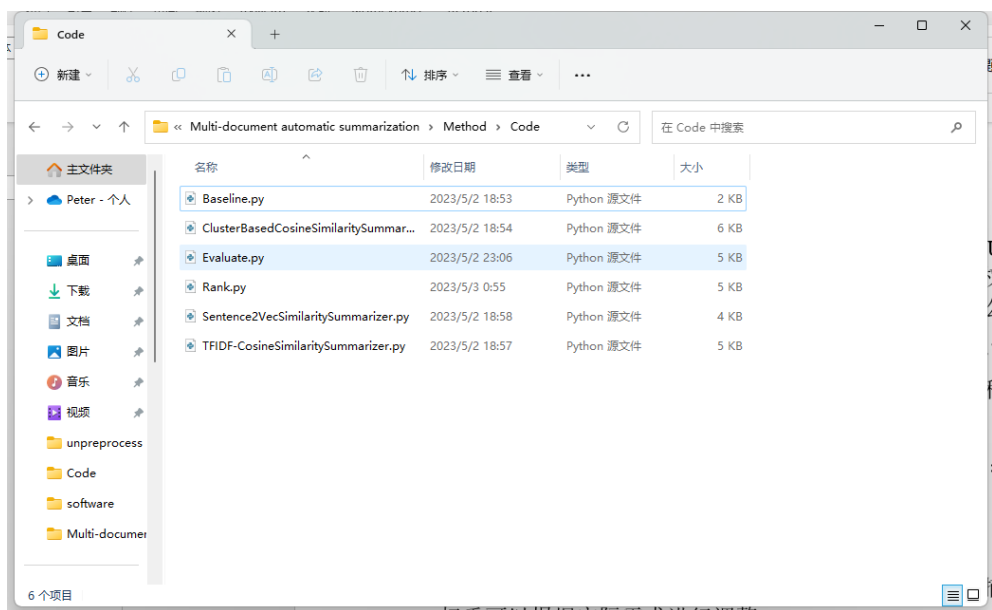 Code
新建
排序
查看
« Multi-document automatic summarization > Method > Code
在 Code 中搜索
主文件夹
Peter - 个人
桌面
下载
文档
图片
音乐
视频
unpreprocess
Code
software
Multi-documer
名称 修改日期 类型 大小
Baseline.py 2023/5/2 18:53 Python 源文件 2 KB
ClusterBasedCosineSimilaritySummar... 2023/5/2 18:54 Python 源文件 6 KB
Evaluate.py 2023/5/2 23:06 Python 源文件 5 KB
Rank.py 2023/5/3 0:55 Python 源文件 5 KB
Sentence2VecSimilaritySummarizer.py 2023/5/2 18:58 Python 源文件 4 KB
TFIDF-CosineSimilaritySummarizer.py 2023/5/2 18:57 Python 源文件 5 KB
6 个项目